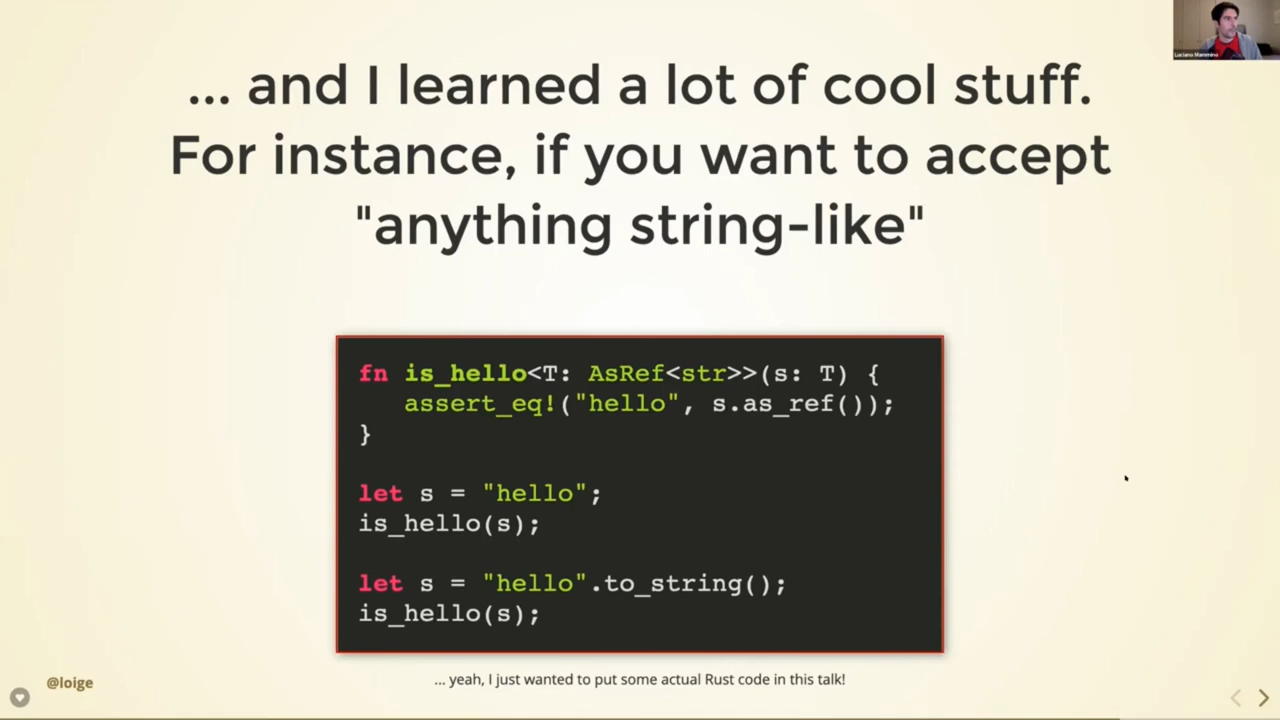 Luciano Mammino
... and I learned a lot of cool stuff.
For instance, if you want to accept
"anything string-like"
fn is_hello<T: AsRef<str>>(s: T) {
   assert_eq!("hello", s.as_ref());
}
let s = "hello";
is_hello(s);
let s = "hello".to_string();
is_hello(s);
@loige
... yeah, I just wanted to put some actual Rust code in this talk!